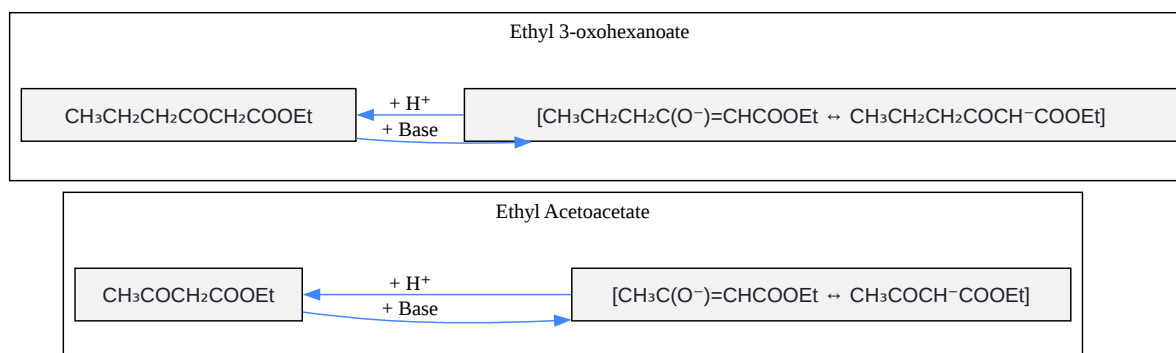 Ethyl 3-oxohexanoate
CH₃CH₂CH₂COCH₂COOEt
+ H⁺
+ Base
[CH₃CH₂CH₂C(O⁻)=CHCOOEt ↔ CH₃CH₂CH₂COCH⁻COOEt]
Ethyl Acetoacetate
CH₃COCH₂COOEt
+ H⁺
+ Base
[CH₃C(O⁻)=CHCOOEt ↔ CH₃COCH⁻COOEt]